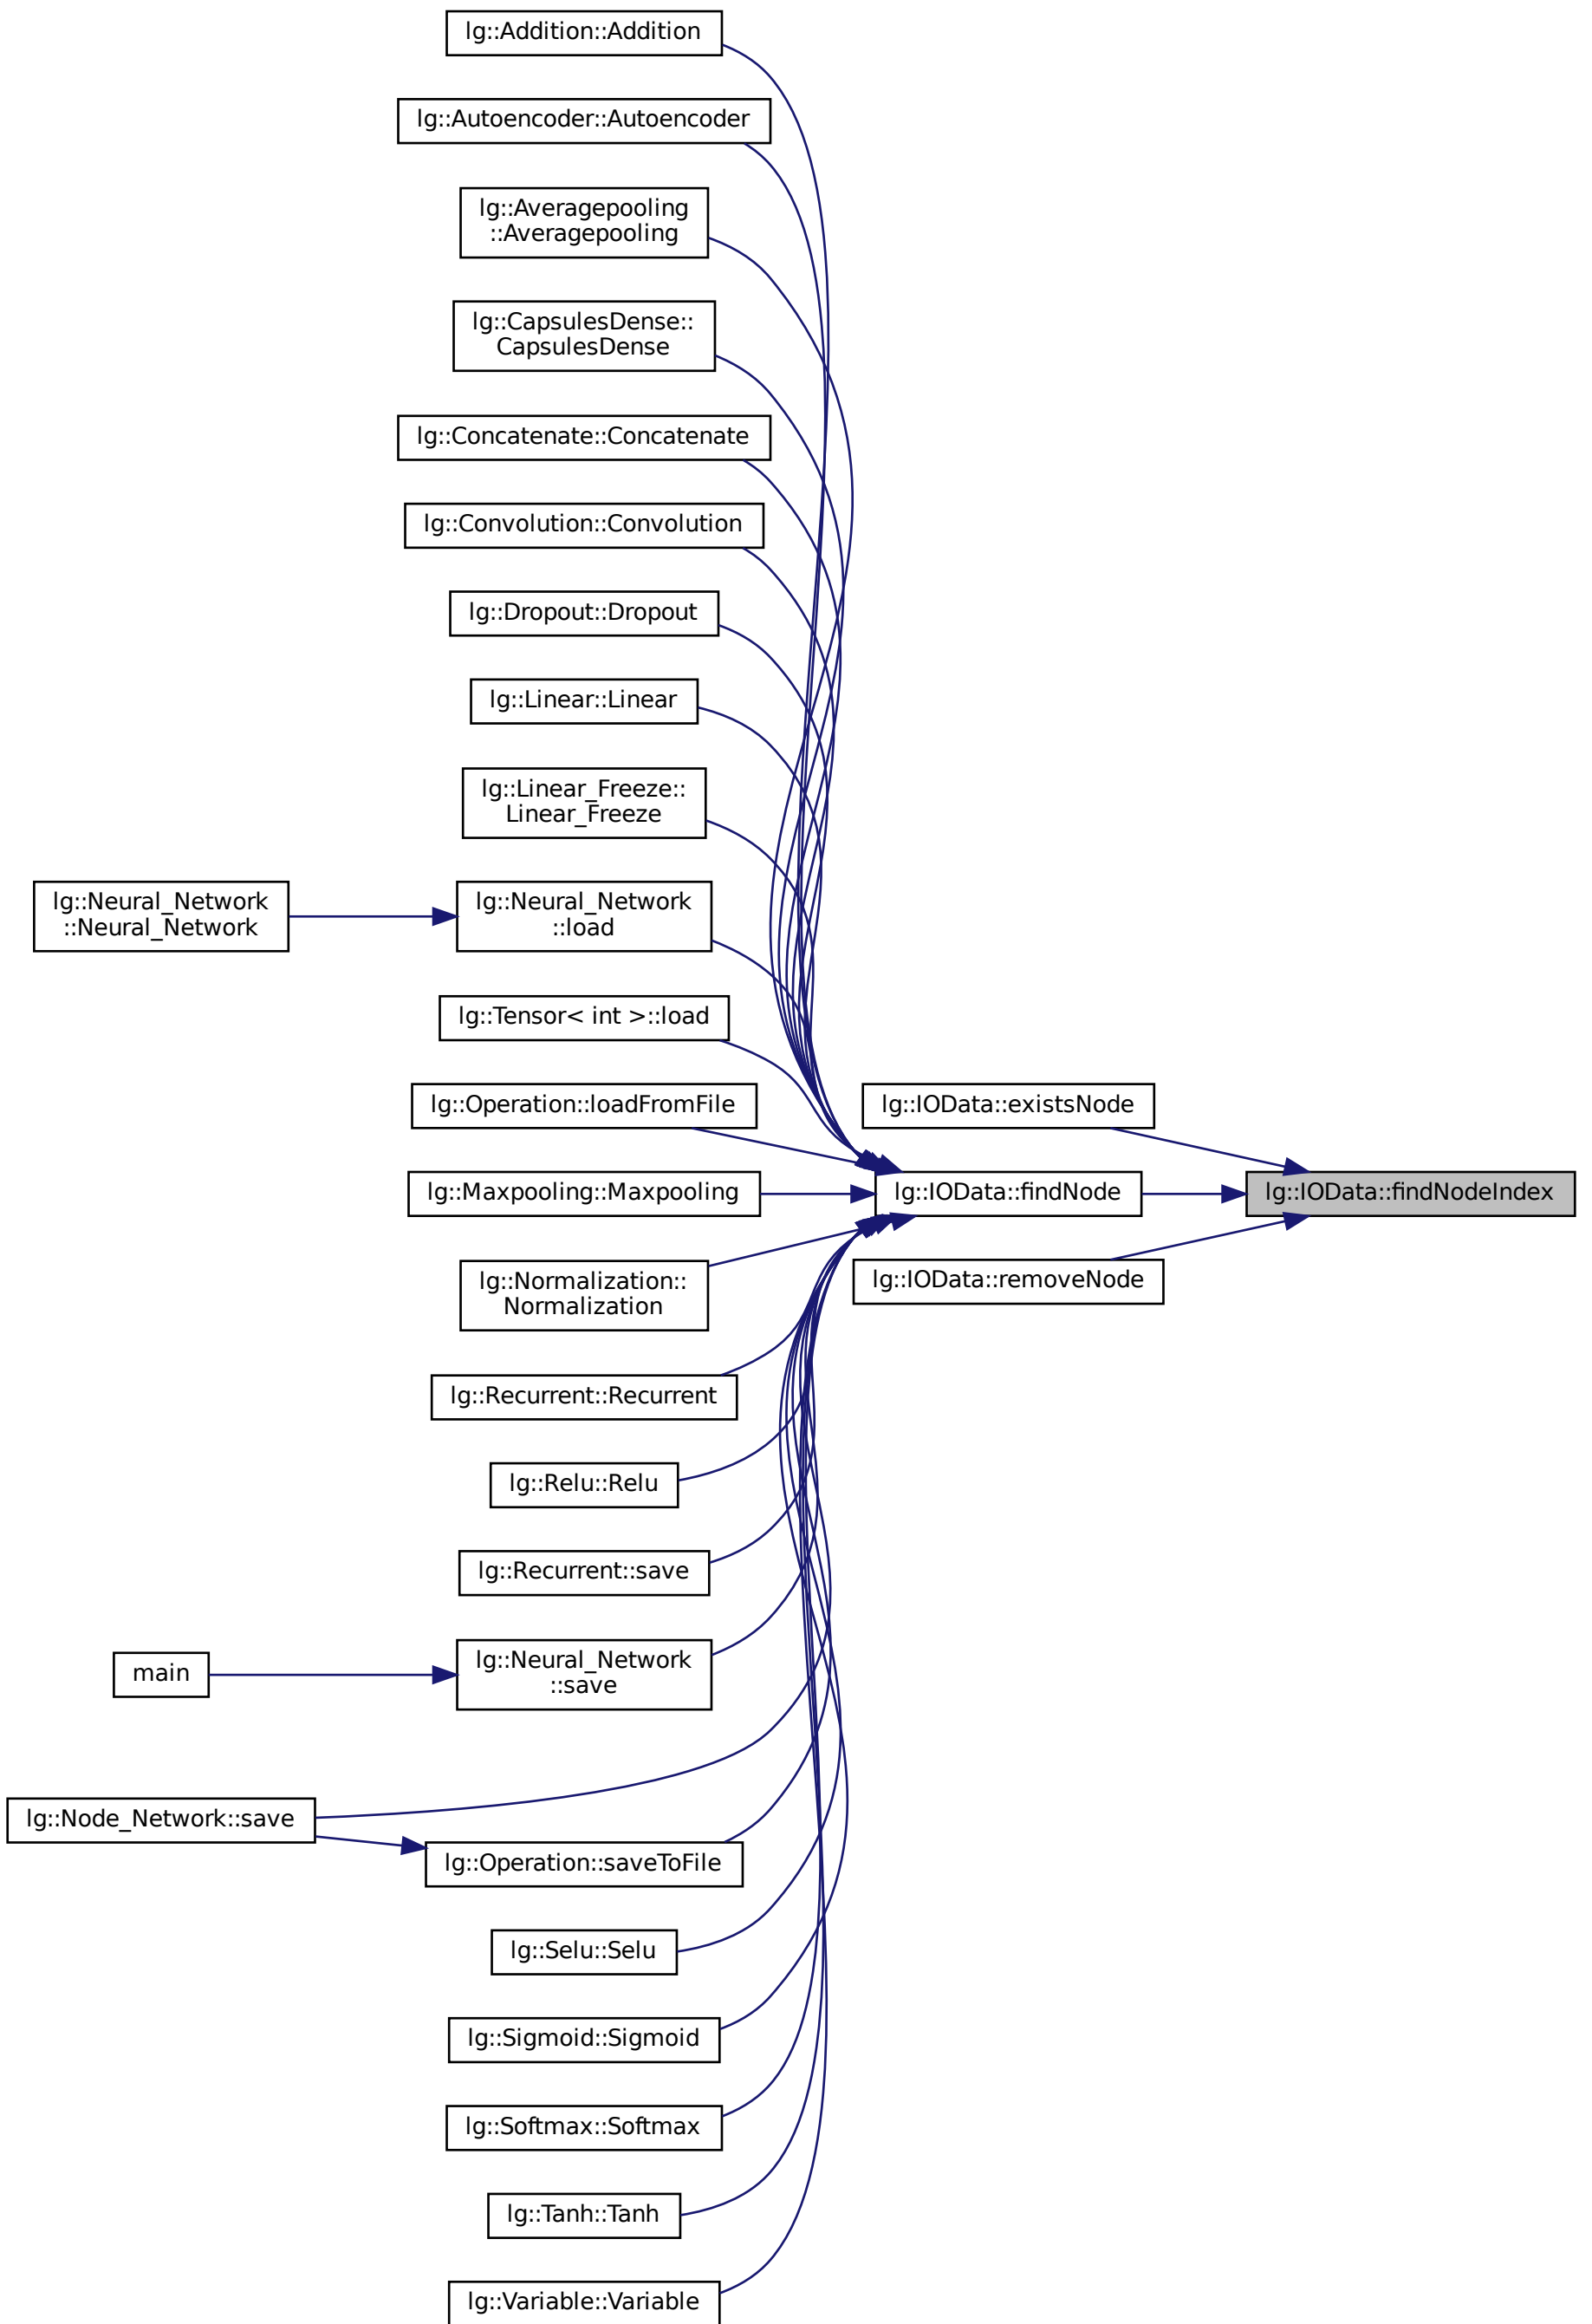 lg::Addition::Addition
lg::Autoencoder::Autoencoder
lg::Averagepooling
::Averagepooling
lg::CapsulesDense::
CapsulesDense
lg::Concatenate::Concatenate
lg::Convolution::Convolution
lg::Dropout::Dropout
lg::Linear::Linear
lg::Linear_Freeze::
Linear_Freeze
lg::Neural_Network
::Neural_Network
lg::Neural_Network
::load
lg::Tensor< int >::load
lg::Operation::loadFromFile
lg::IOData::existsNode
lg::Maxpooling::Maxpooling
lg::IOData::findNode
lg::IOData::findNodeIndex
lg::Normalization::
Normalization
lg::IOData::removeNode
lg::Recurrent::Recurrent
lg::Relu::Relu
lg::Recurrent::save
main
lg::Neural_Network
::save
lg::Node_Network::save
lg::Operation::saveToFile
lg::Selu::Selu
lg::Sigmoid::Sigmoid
lg::Softmax::Softmax
lg::Tanh::Tanh
lg::Variable::Variable